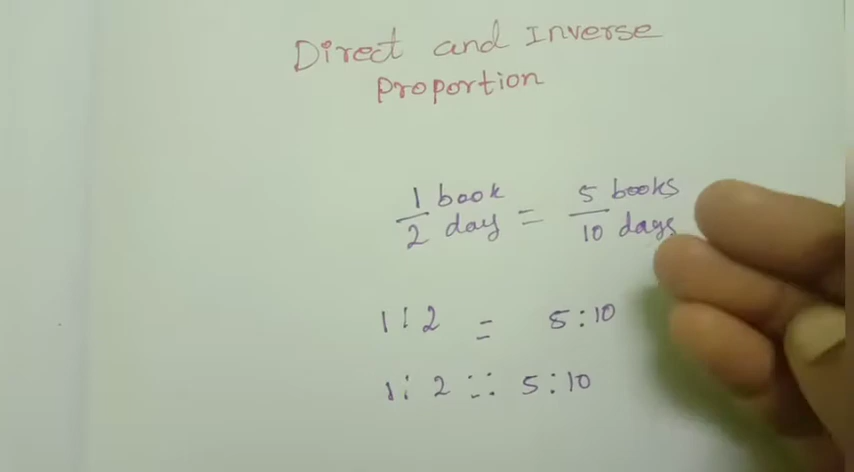 Direct and Inverse
Proportion
1 book / 2 day = 5 books / 10 days
1:2 = 5:10
1:2 :: 5:10